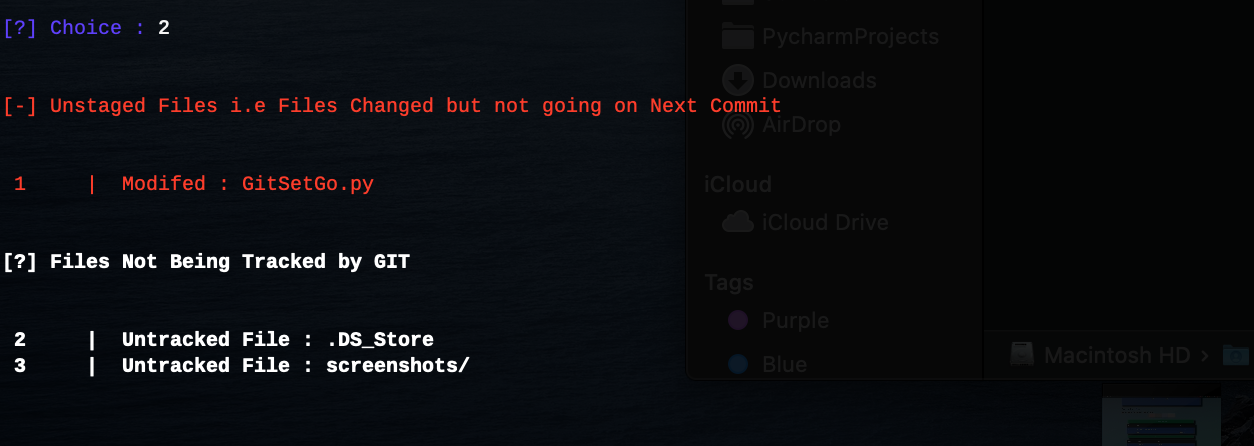 [?] Choice : 2
[-] Unstaged Files i.e Files Changed but not going on Next Commit
1 | Modifed : GitSetGo.py
[?] Files Not Being Tracked by GIT
2 | Untracked File : .DS_Store
3 | Untracked File : screenshots/
PycharmProjects
Downloads
AirDrop
iCloud
iCloud Drive
Tags
Purple
Blue
Macintosh HD ›